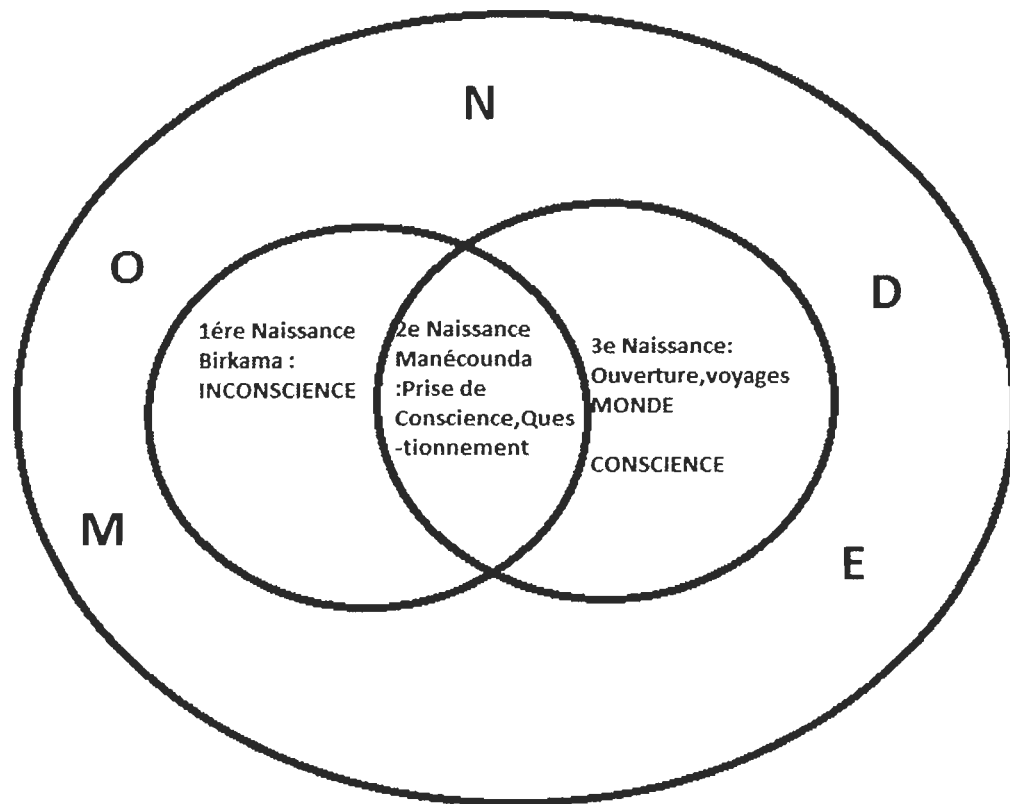 M
O
N
D
E
1ére Naissance
Birkama :
INCONSCIENCE
2e Naissance
Manécounda
:Prise de
Conscience,Ques
-tionnement
3e Naissance:
Ouverture,voyages
MONDE
CONSCIENCE